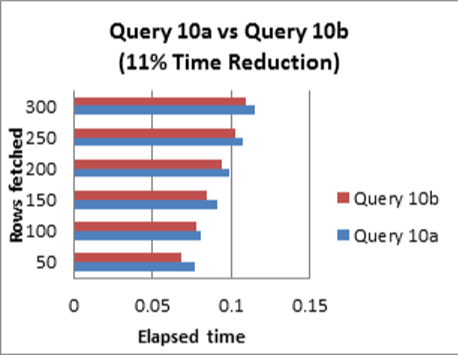 Query 10a vs Query 10b
(11% Time Reduction)
Rows fetched
300
250
200
150
100
50
0 0.05 0.1 0.15
Elapsed time
Query 10b
Query 10a